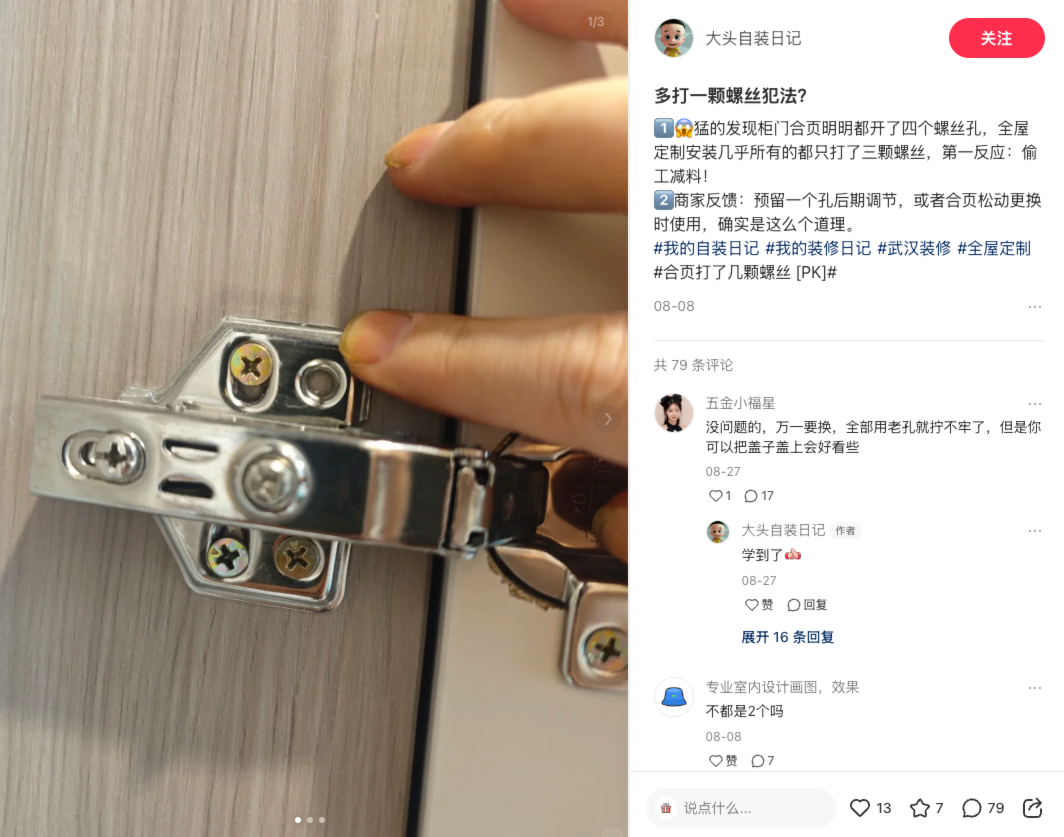 1/3
大头自装日记
关注
多打一颗螺丝犯法？
1️⃣😱猛的发现柜门合页明明都开了四个螺丝孔，全屋
定制安装几乎所有的都只打了三颗螺丝，第一反应：偷
工减料！
2️⃣商家反馈：预留一个孔后期调节，或者合页松动更换
时使用，确实是这么个道理。
#我的自装日记 #我的装修日记 #武汉装修 #全屋定制
#合页打了几颗螺丝 [PK]#
08-08
共 79 条评论
五金小福星
没问题的，万一要换，全部用老孔就拧不牢了，但是你
可以把盖子盖上会好看些
08-27
1 17
大头自装日记 作者
学到了👍
08-27
赞 回复
展开 16 条回复
专业室内设计画图，效果
不都是2个吗
08-08
赞 7
说点什么... 13 7 79